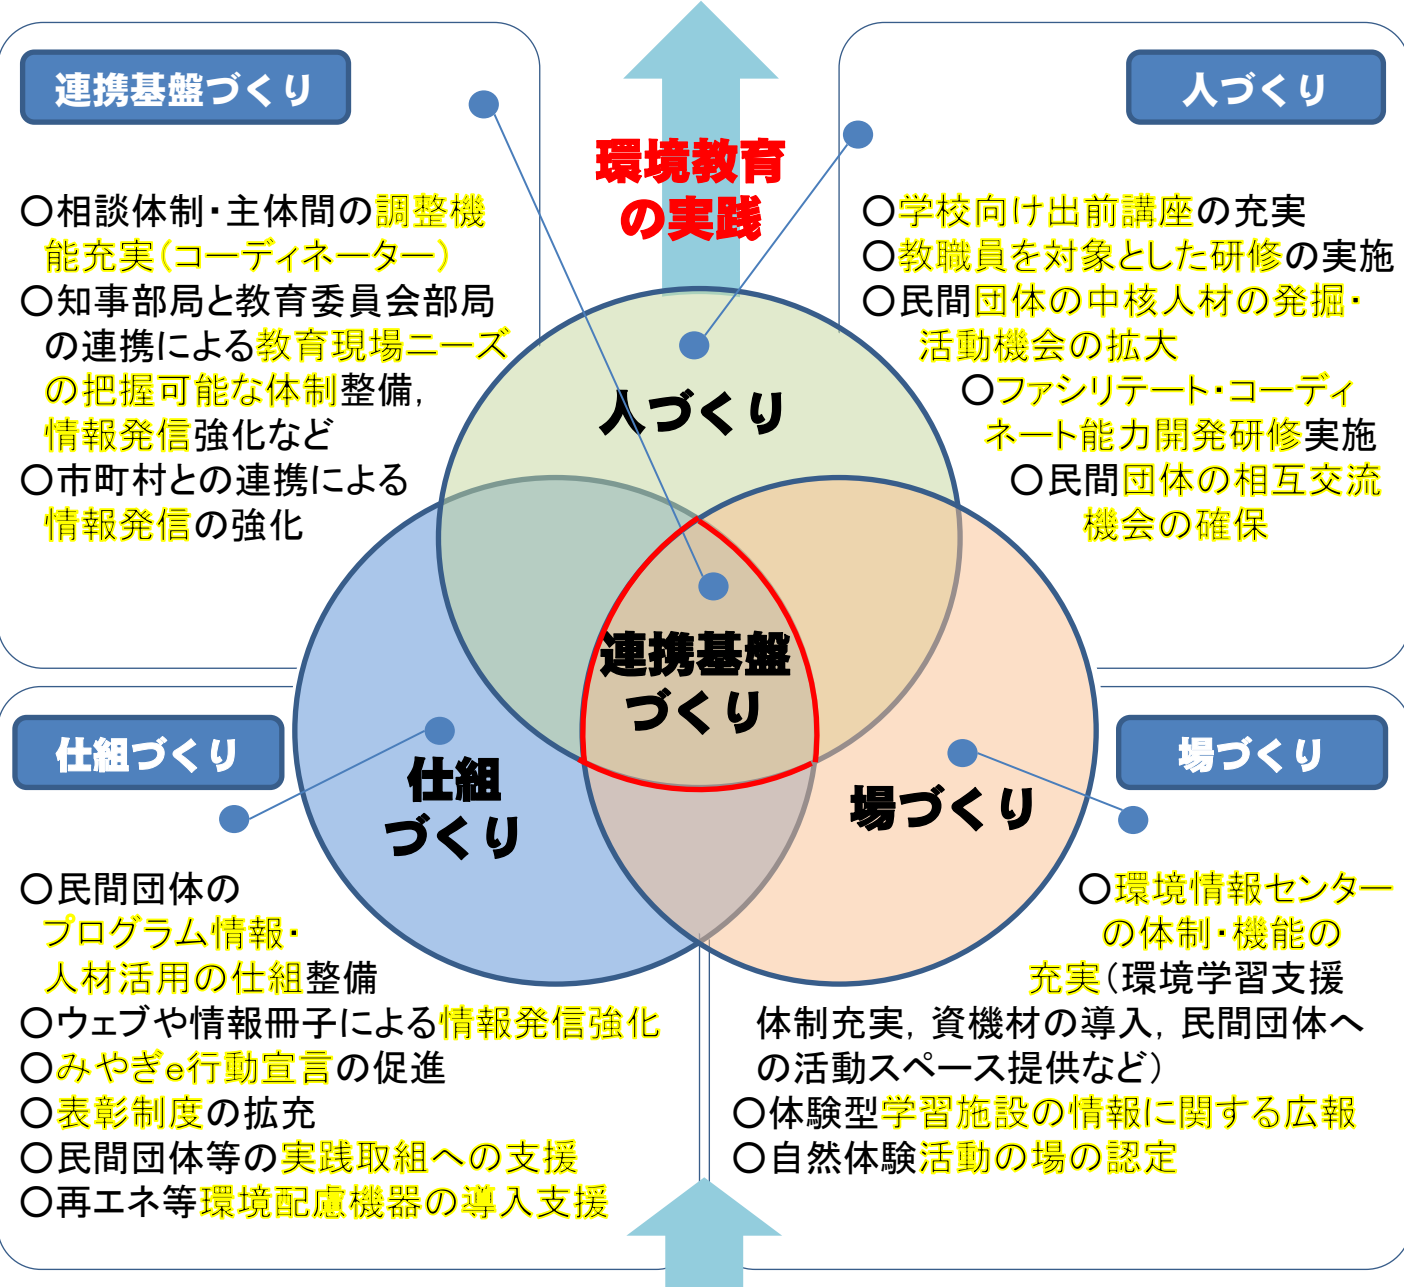 連携基盤づくり
○相談体制・主体間の調整機
能充実(コーディネーター)
○知事部局と教育委員会部局
の連携による教育現場ニーズ
の把握可能な体制整備,
情報発信強化など
○市町村との連携による
情報発信の強化
環境教育
の実践
人づくり
○学校向け出前講座の充実
○教職員を対象とした研修の実施
○民間団体の中核人材の発掘・
活動機会の拡大
○ファシリテート・コーディ
ネート能力開発研修実施
○民間団体の相互交流
機会の確保
人づくり
連携基盤
づくり
仕組
づくり
場づくり
仕組づくり
○民間団体の
プログラム情報・
人材活用の仕組整備
○ウェブや情報冊子による情報発信強化
○みやぎe行動宣言の促進
○表彰制度の拡充
○民間団体等の実践取組への支援
○再エネ等環境配慮機器の導入支援
場づくり
○環境情報センター
の体制・機能の
充実(環境学習支援
体制充実, 資機材の導入, 民間団体へ
の活動スペース提供など)
○体験型学習施設の情報に関する広報
○自然体験活動の場の認定